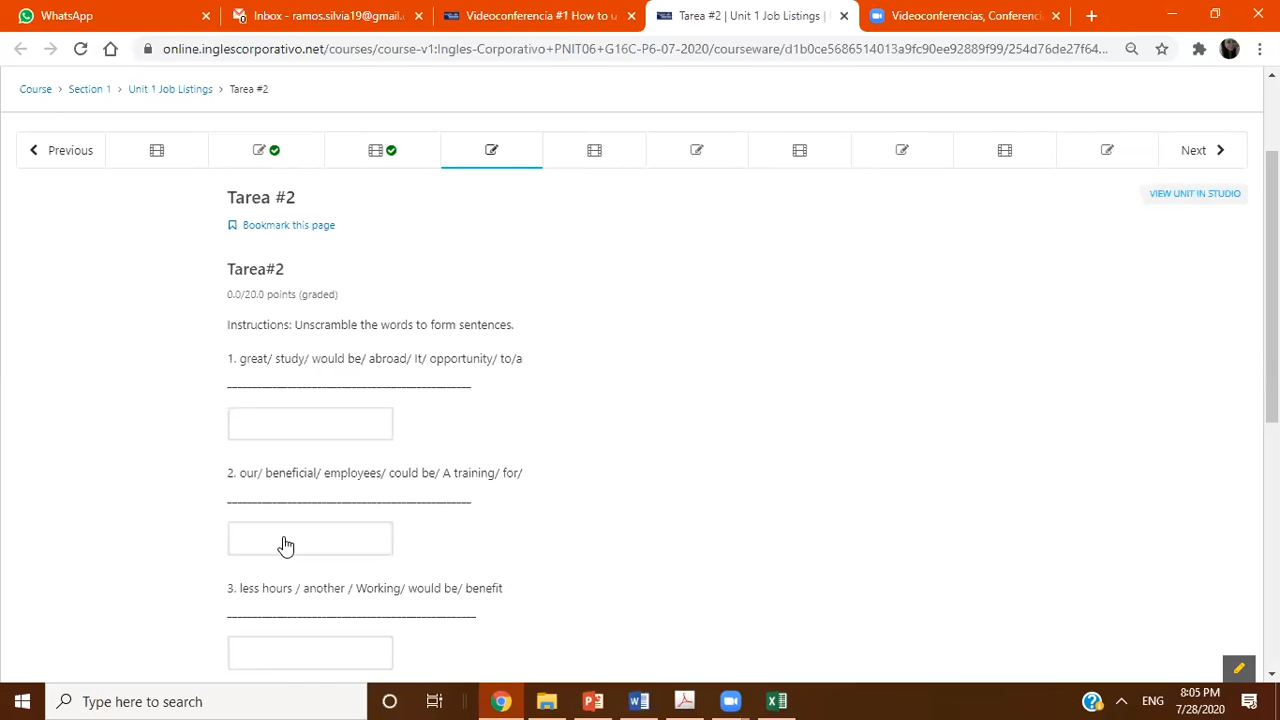 WhatsApp
Inbox - ramos.silvia19@gmail.
Videoconferencia #1 How to u
Tarea #2 | Unit 1 Job Listings |
Videoconferencias, Conferenci
online.inglescorporativo.net/courses/course-v1:Ingles-Corporativo+PNIT06+G16C-P6-07-2020/courseware/d1b0ce5686514013a9fc90ee92889f99/254d76de27f64...
Course > Section 1 > Unit 1 Job Listings > Tarea #2
Previous
Next
Tarea #2
VIEW UNIT IN STUDIO
Bookmark this page
Tarea#2
0.0/20.0 points (graded)
Instructions: Unscramble the words to form sentences.
1. great/ study/ would be/ abroad/ It/ opportunity/ to/a
2. our/ beneficial/ employees/ could be/ A training/ for/
3. less hours / another / Working/ would be/ benefit
Type here to search
ENG
8:05 PM
7/28/2020